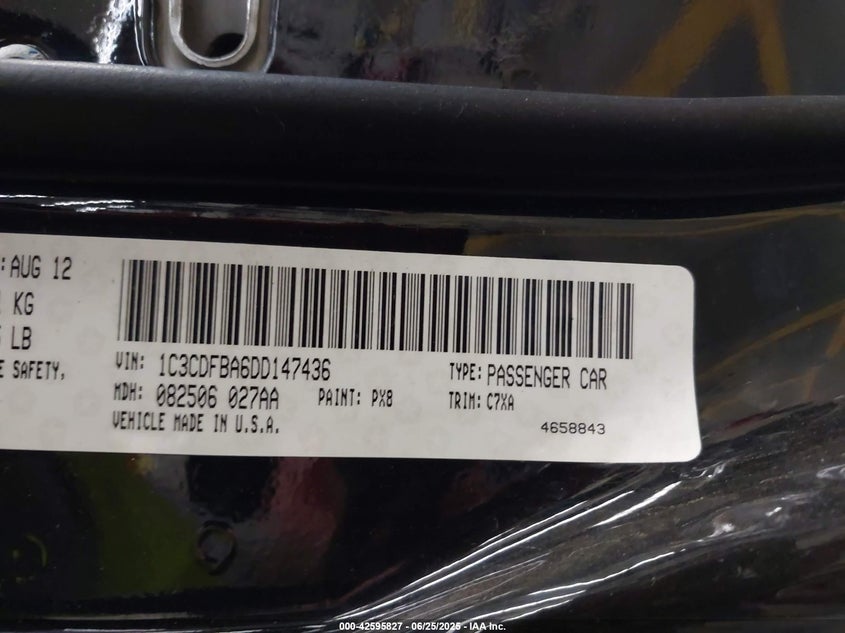 : AUG 12
KG
LB
E SAFETY,
VIN: 1C3CDFBA6DD147436
TYPE: PASSENGER CAR
MDH: 082506 027AA
PAINT: PX8
TRIM: C7XA
VEHICLE MADE IN U.S.A.
4658843
000-42595827 - 06/25/2025 - IAA Inc.